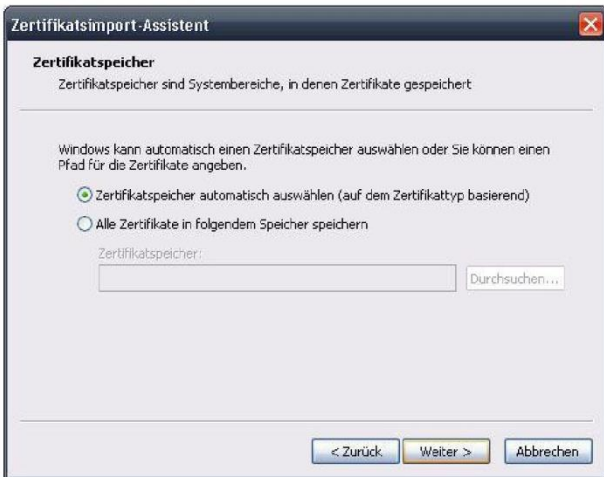 Zertifikatsimport-Assistent
Zertifikatspeicher
Zertifikatspeicher sind Systembereiche, in denen Zertifikate gespeichert
Windows kann automatisch einen Zertifikatspeicher auswählen oder Sie können einen
Pfad für die Zertifikate angeben.
Zertifikatspeicher automatisch auswählen (auf dem Zertifikattyp basierend)
Alle Zertifikate in folgendem Speicher speichern
Zertifikatspeicher:
Durchsuchen...
< Zurück Weiter > Abbrechen